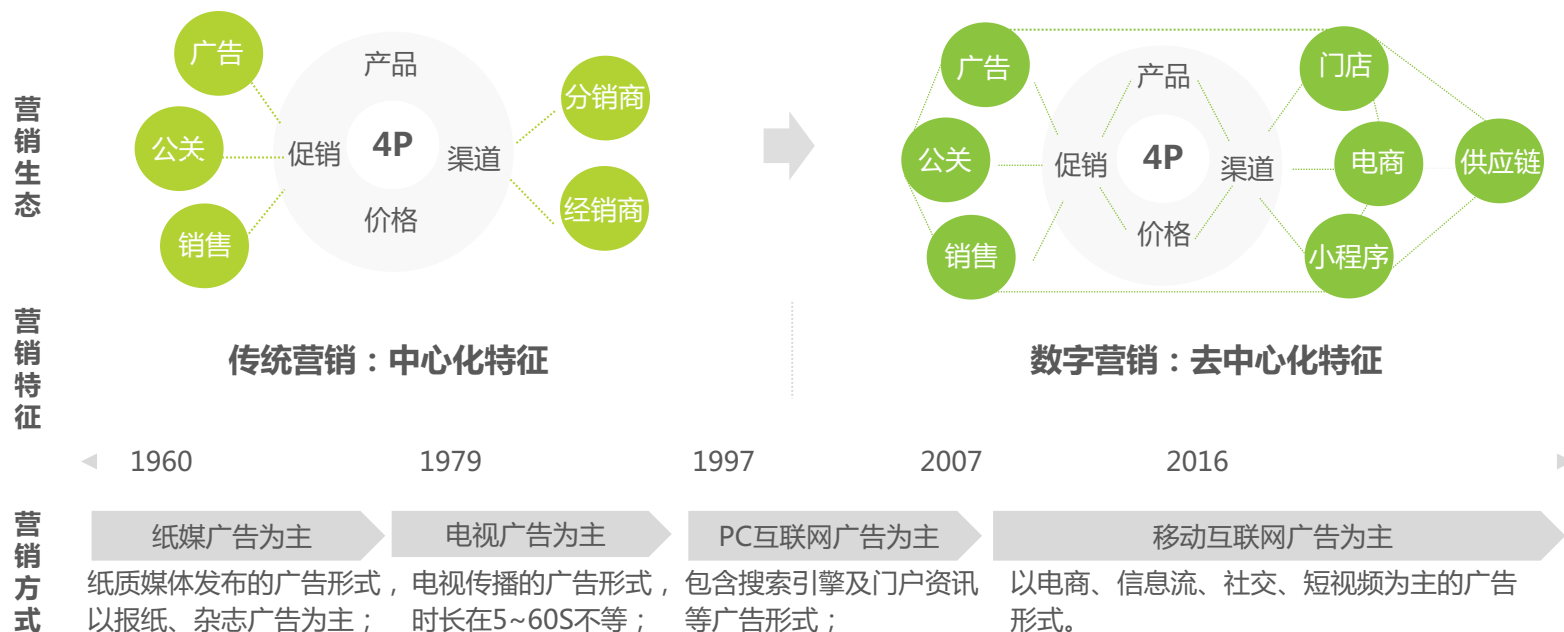 营销生态
广告
公关
销售
产品
促销
4P
渠道
价格
分销商
经销商
广告
公关
销售
产品
促销
4P
渠道
价格
门店
电商
小程序
供应链
营销特征
传统营销：中心化特征
数字营销：去中心化特征
1960
1979
1997
2007
2016
营销方式
纸媒广告为主
电视广告为主
PC互联网广告为主
移动互联网广告为主
纸质媒体发布的广告形式，
以报纸、杂志广告为主；
电视传播的广告形式，
时长在5~60S不等；
包含搜索引擎及门户资讯
等广告形式；
以电商、信息流、社交、短视频为主的广告
形式。